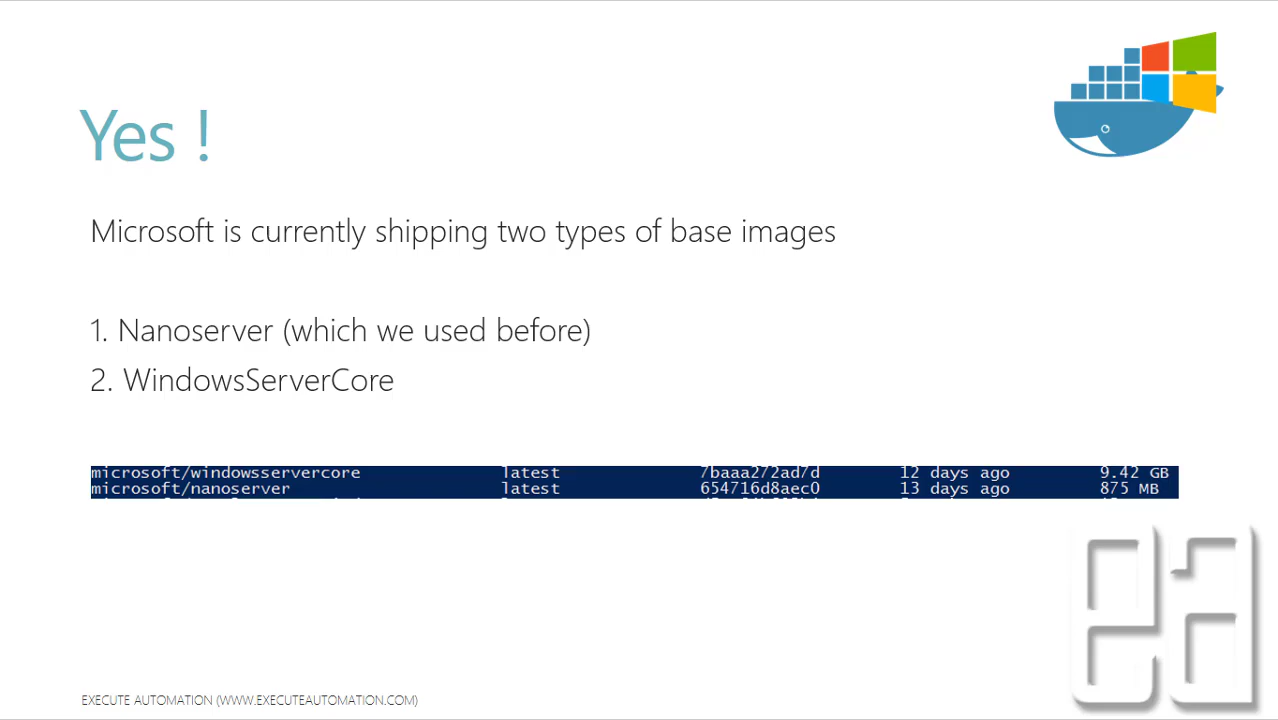 Yes !
Microsoft is currently shipping two types of base images
1. Nanoserver (which we used before)
2. WindowsServerCore
microsoft/windowsservercore latest 7baaa272ad7d 12 days ago 9.42 GB
microsoft/nanoserver latest 654716d8aec0 13 days ago 875 MB
ea
EXECUTE AUTOMATION (WWW.EXECUTEAUTOMATION.COM)